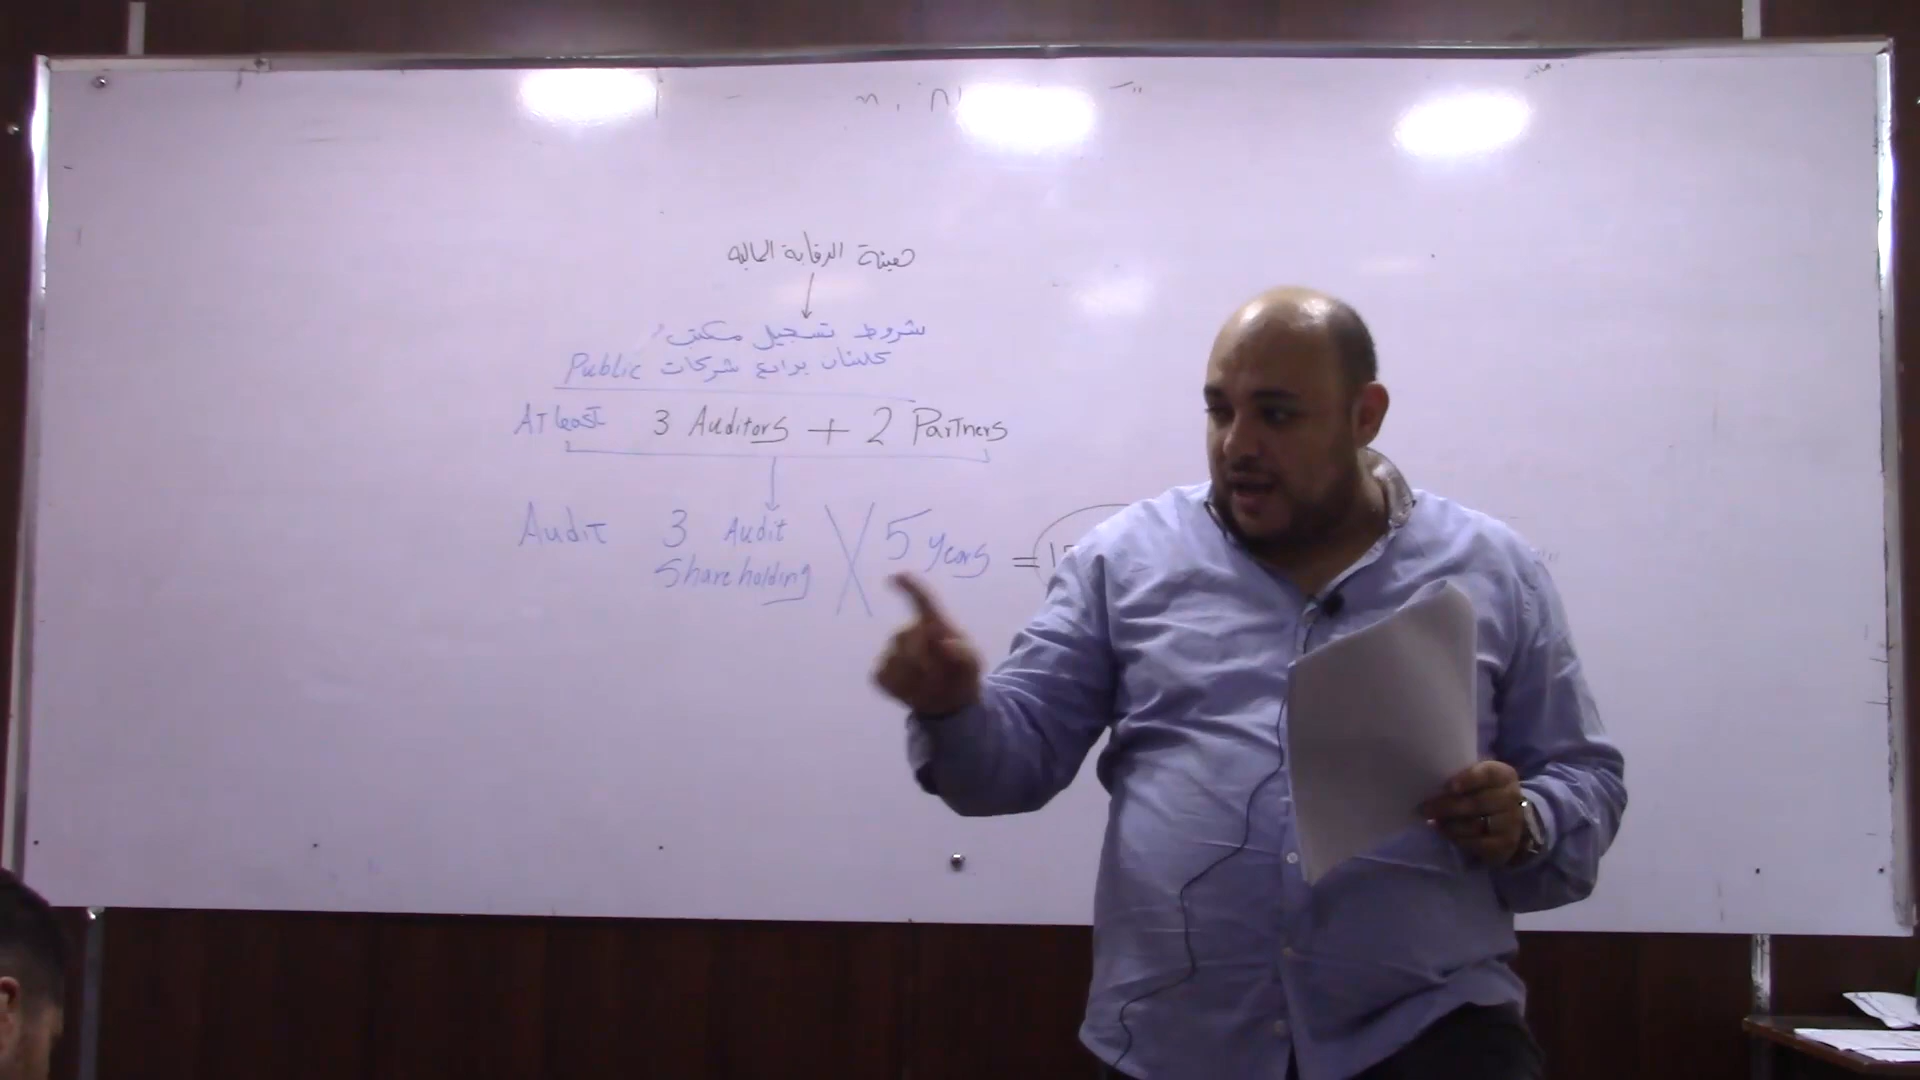 هيئة الرقابة المالية
شروط تسجيل مكتب
علشان يراجع شركات Public
At least 3 Auditors + 2 Partners
Audit 3 Audit X 5 years = 15
Shareholding